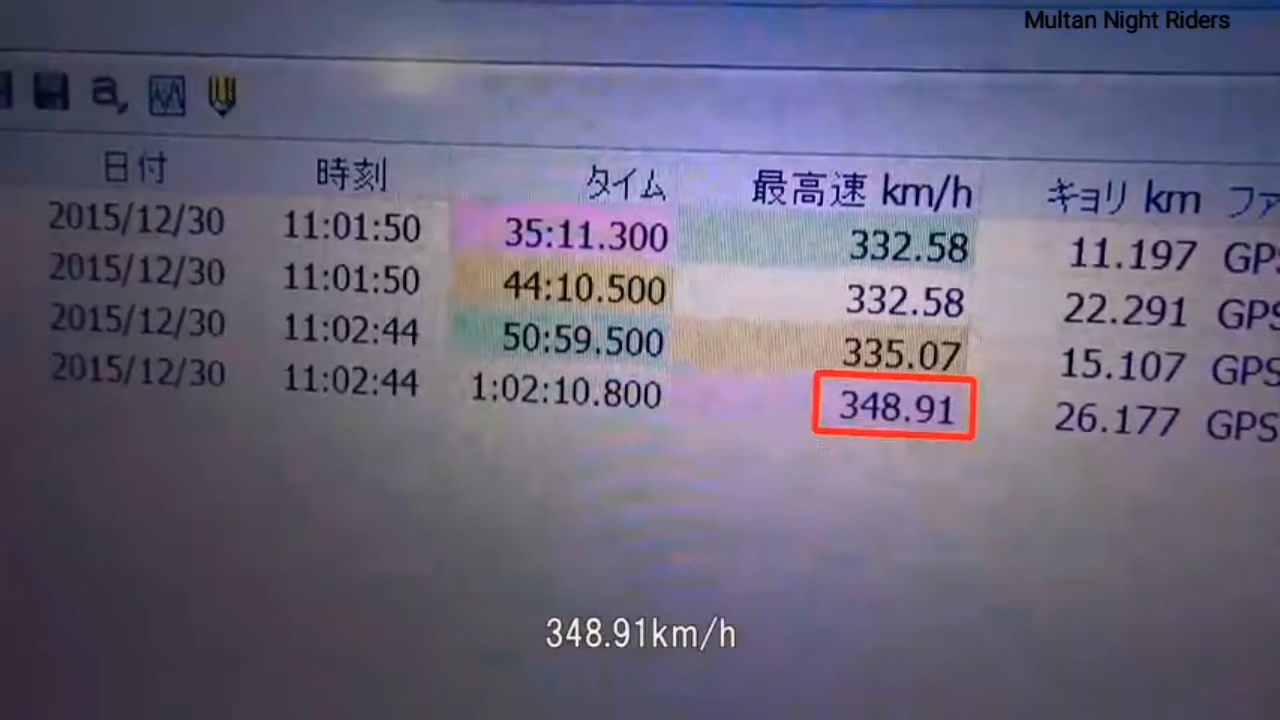 Multan Night Riders
a,
日付 時刻 タイム 最高速 km/h キョリ km ファ
2015/12/30 11:01:50 35:11.300 332.58 11.197 GPS
2015/12/30 11:01:50 44:10.500 332.58 22.291 GPS
2015/12/30 11:02:44 50:59.500 335.07 15.107 GPS
2015/12/30 11:02:44 1:02:10.800 348.91 26.177 GPS
348.91km/h